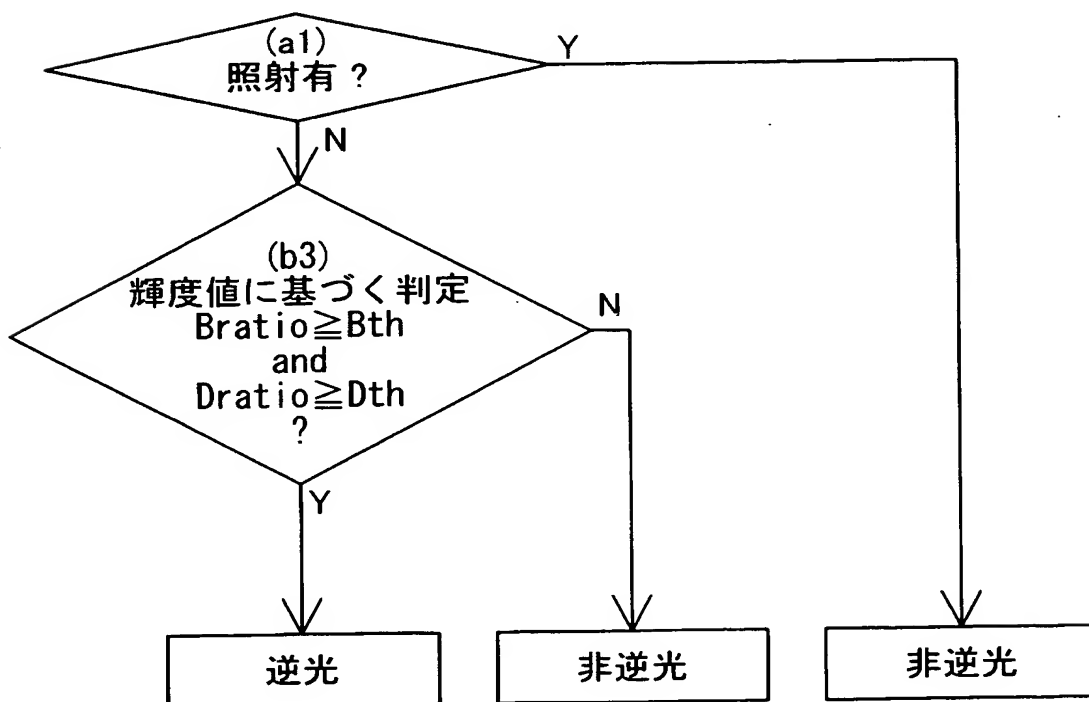 (a1)
照射有?
Y
N
(b3)
輝度値に基づく判定
Bratio≧Bth
and
Dratio≧Dth
?
N
Y
逆光
非逆光
非逆光